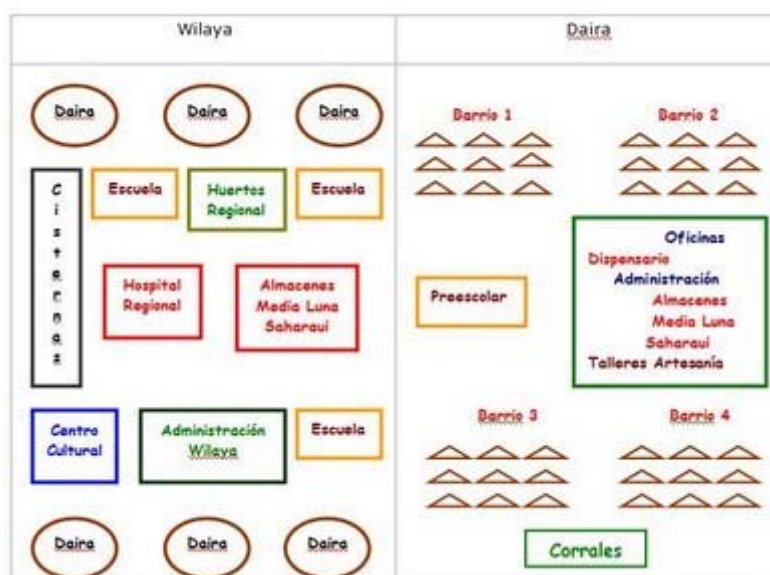 Wilaya
Daira
Daira
Daira
Daira
C
i
s
t
e
r
n
a
s
Escuela
Huertos
Regional
Escuela
Hospital
Regional
Almacenes
Media Luna
Saharaui
Centro
Cultural
Administración
Wilaya
Escuela
Daira
Daira
Daira
Barrio 1
Barrio 2
Preescolar
Oficinas
Dispensario
Administración
Almacenes
Media Luna
Saharaui
Talleres Artesanía
Barrio 3
Barrio 4
Corrales